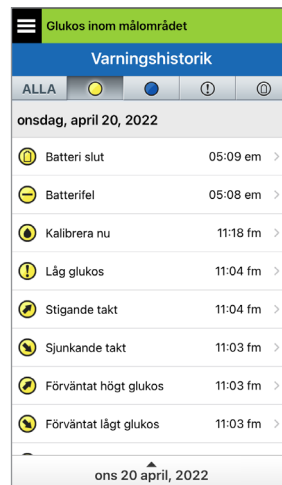 Glukos inom målområdet
Varningshistorik
ALLA
onsdag, april 20, 2022
Batteri slut 05:09 em
Batterifel 05:08 em
Kalibrera nu 11:18 fm
Låg glukos 11:04 fm
Stigande takt 11:04 fm
Sjunkande takt 11:03 fm
Förväntat högt glukos 11:03 fm
Förväntat lågt glukos 11:03 fm
ons 20 april, 2022